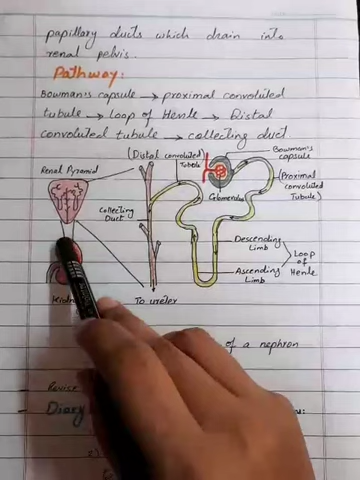 papillary ducts which drain into
renal pelvis.
Pathway:
Bowman's capsule → proximal convoluted
tubule → loop of Henle → Distal
convoluted tubule → collecting duct
(Distal convoluted)
Tubule
Bowman's
capsule
Renal Pyramid
(Proximal
convoluted
Tubule)
Glomerulus
Collecting
Duct
Descending
Limb
Loop
of
Henle
Ascending
Limb
To ureter
of a nephron
Diary